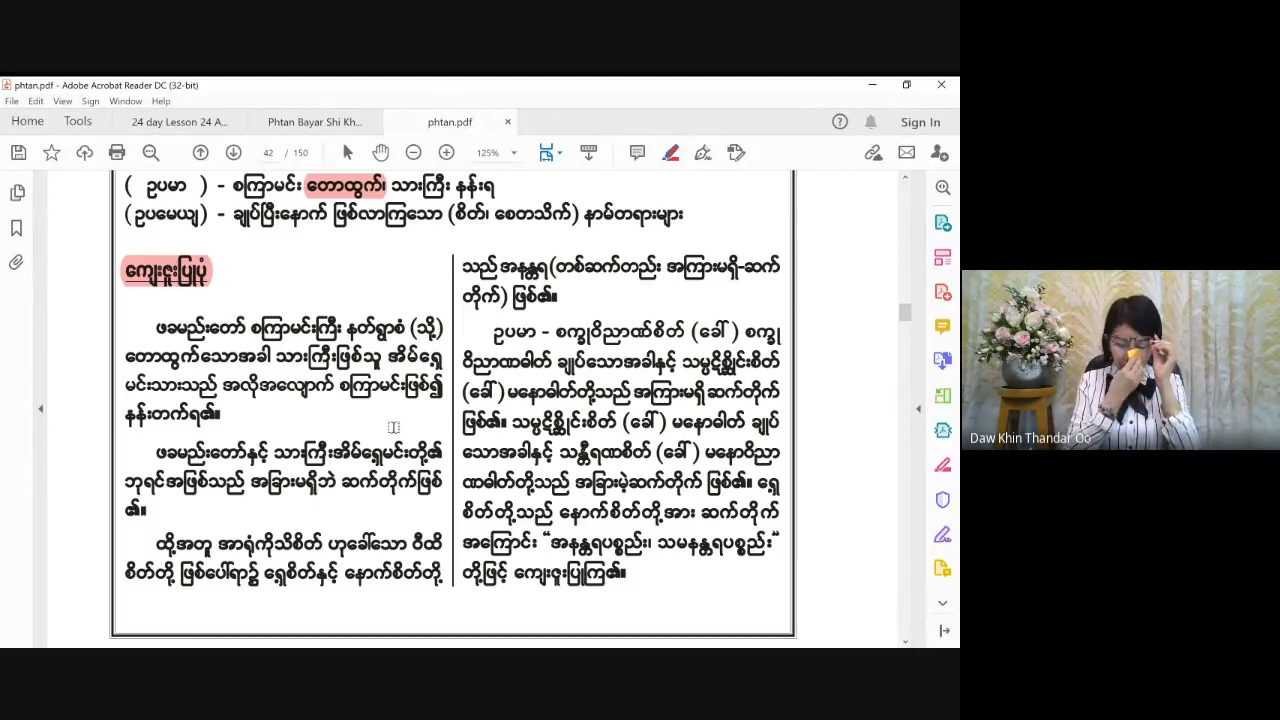 phtan.pdf - Adobe Acrobat Reader DC (32-bit)
File Edit View Sign Window Help
Home Tools 24 day Lesson 24 A... Phtan Bayar Shi Kh... phtan.pdf × Sign In
42 / 150 125%
( ဥပမာ ) - စကြာမင်း တောထွက်၊ သားကြီး နန်းရ
(ဥပမေယျ) - ချုပ်ပြီးနောက် ဖြစ်လာကြသော (စိတ်၊ စေတသိက်) နာမ်တရားများ
ကျေးဇူးပြုပုံ
ဖခမည်းတော် စကြာမင်းကြီး နတ်ရွာစံ (သို့)
တောထွက်သောအခါ သားကြီးဖြစ်သူ အိမ်ရှေ့
မင်းသားသည် အလိုအလျောက် စကြာမင်းဖြစ်၍
နန်းတက်ရ၏။
ဖခမည်းတော်နှင့် သားကြီးအိမ်ရှေ့မင်းတို့၏
ဘုရင်အဖြစ်သည် အခြားမရှိဘဲ ဆက်တိုက်ဖြစ်
၏။
ထို့အတူ အာရုံကိုသိစိတ် ဟုခေါ်သော ဝီထိ
စိတ်တို့ ဖြစ်ပေါ်ရာ၌ ရှေ့စိတ်နှင့် နောက်စိတ်တို့
သည် အနန္တရ(တစ်ဆက်တည်း အကြားမရှိ-ဆက်
တိုက်) ဖြစ်၏။
ဥပမာ - စက္ခုဝိညာဏ်စိတ် (ခေါ်) စက္ခု
ဝိညာဏဓါတ် ချုပ်သောအခါနှင့် သမ္ပဋိစ္ဆိုင်းစိတ်
(ခေါ်) မနောဓါတ်တို့သည် အကြားမရှိ ဆက်တိုက်
ဖြစ်၏။ သမ္ပဋိစ္ဆိုင်းစိတ် (ခေါ်) မနောဓါတ် ချုပ်
သောအခါနှင့် သန္တီရဏစိတ် (ခေါ်) မနောဝိညာ
ဏဓါတ်တို့သည် အခြားမဲ့ဆက်တိုက် ဖြစ်၏။ ရှေ့
စိတ်တို့သည် နောက်စိတ်တို့အား ဆက်တိုက်
အကြောင်း “အနန္တရပစ္စည်း၊ သမနန္တရပစ္စည်း”
တို့ဖြင့် ကျေးဇူးပြုကြ၏။
Daw Khin Thandar Oo